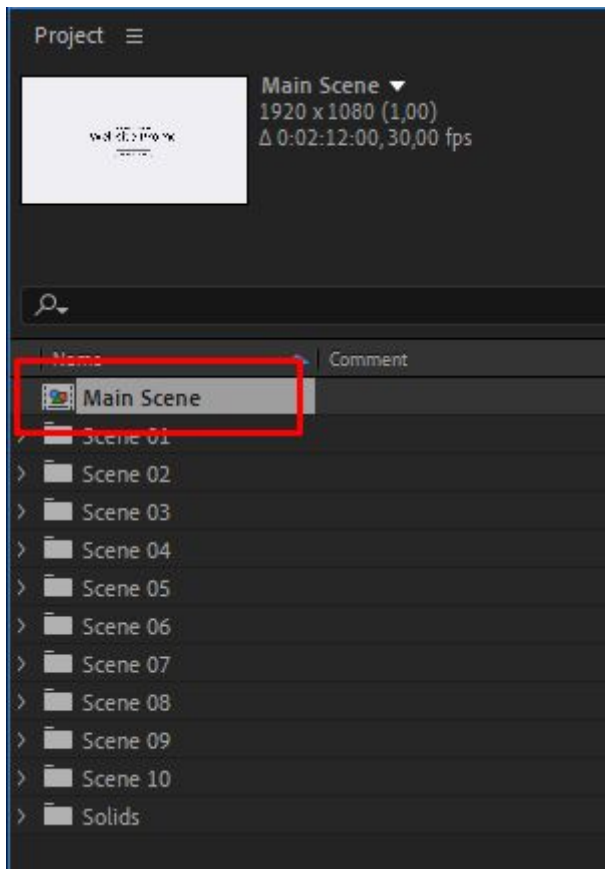 Project
Main Scene
1920 x 1080 (1,00)
Δ 0:02:12:00, 30,00 fps
Name
Comment
Main Scene
Scene 01
Scene 02
Scene 03
Scene 04
Scene 05
Scene 06
Scene 07
Scene 08
Scene 09
Scene 10
Solids